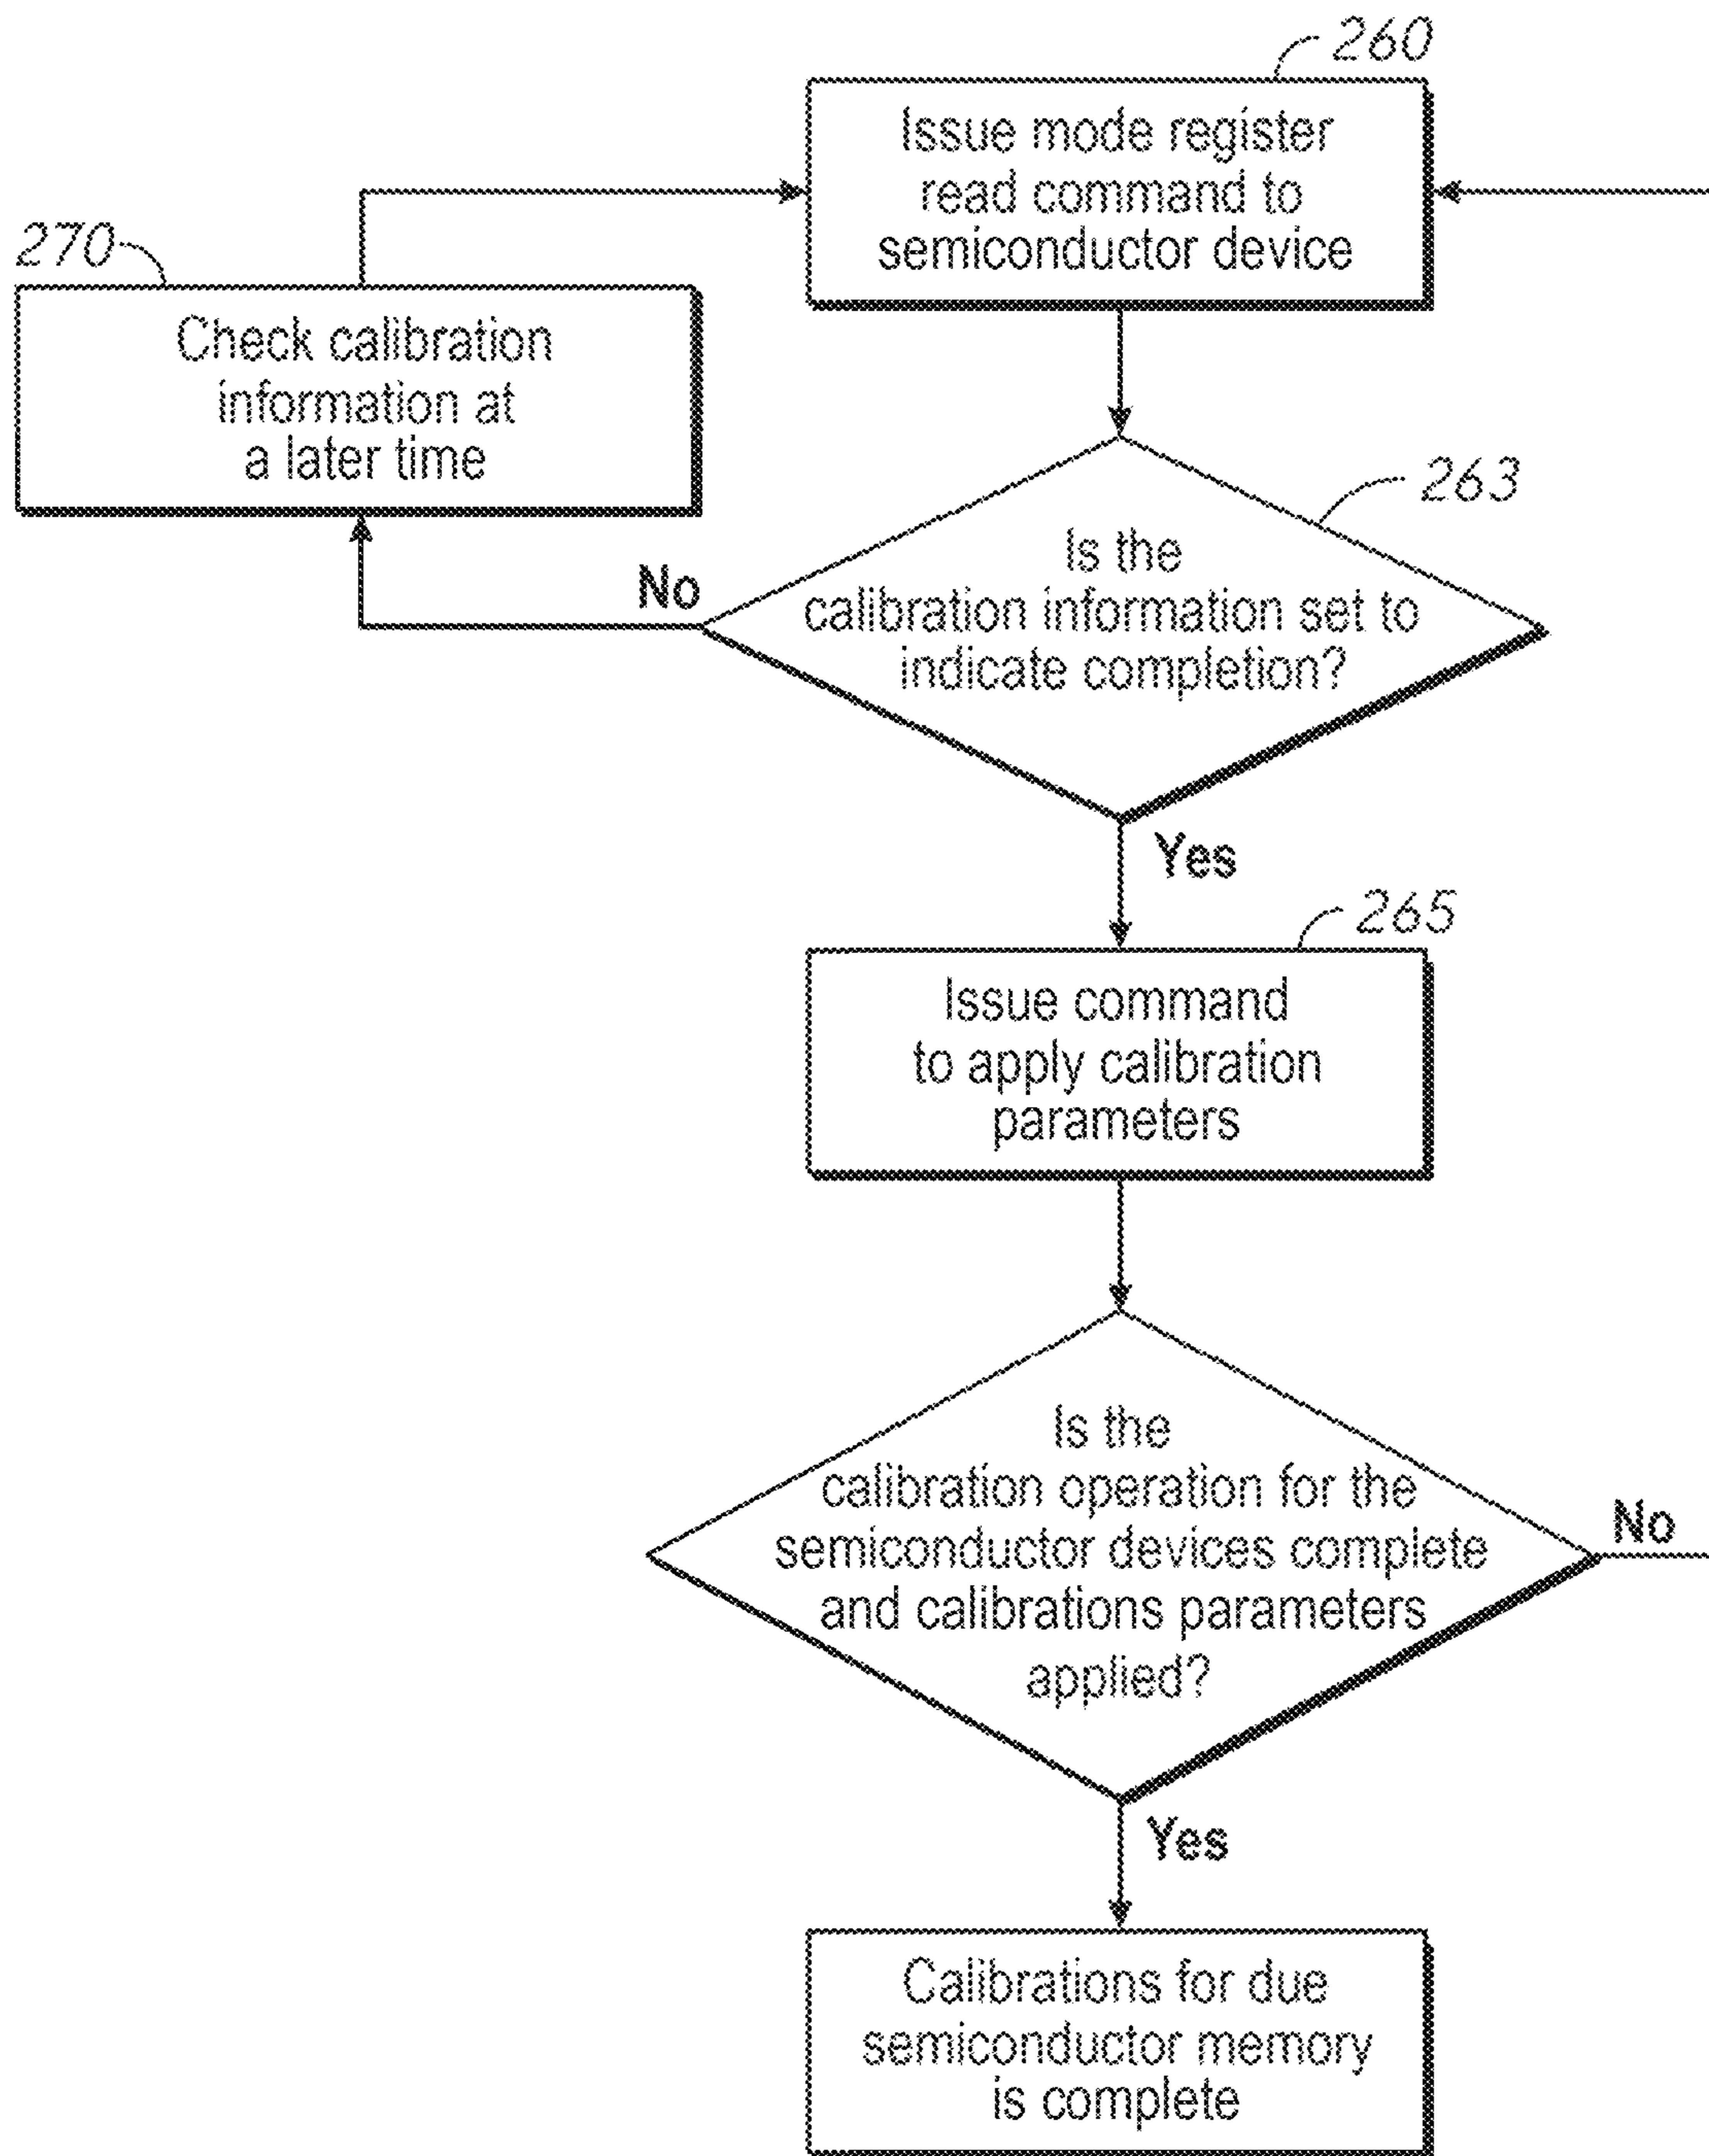 260
Issue mode register
read command to
semiconductor device
270
Check calibration
information at
a later time
263
Is the
calibration information set to
indicate completion?
No
Yes
265
Issue command
to apply calibration
parameters
Is the
calibration operation for the
semiconductor devices complete
and calibrations parameters
applied?
No
Yes
Calibrations for due
semiconductor memory
is complete